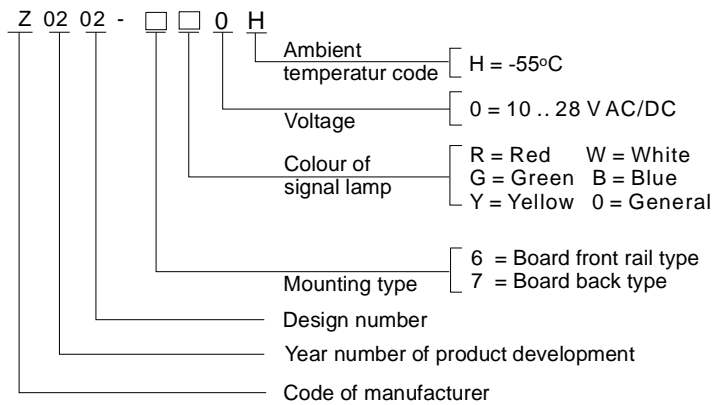 Z 02 02 - □ □ 0 H
Ambient
temperatur code
H = -55ºC
Voltage
0 = 10 .. 28 V AC/DC
Colour of
signal lamp
R = Red W = White
G = Green B = Blue
Y = Yellow 0 = General
Mounting type
6 = Board front rail type
7 = Board back type
Design number
Year number of product development
Code of manufacturer